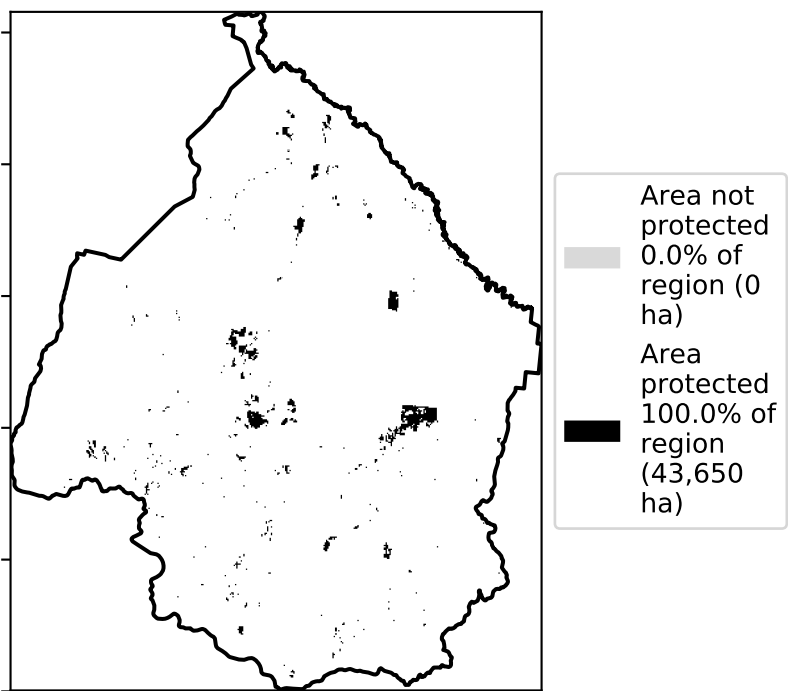 Area not
protected
0.0% of
region (0
ha)
Area
protected
100.0% of
region
(43,650
ha)